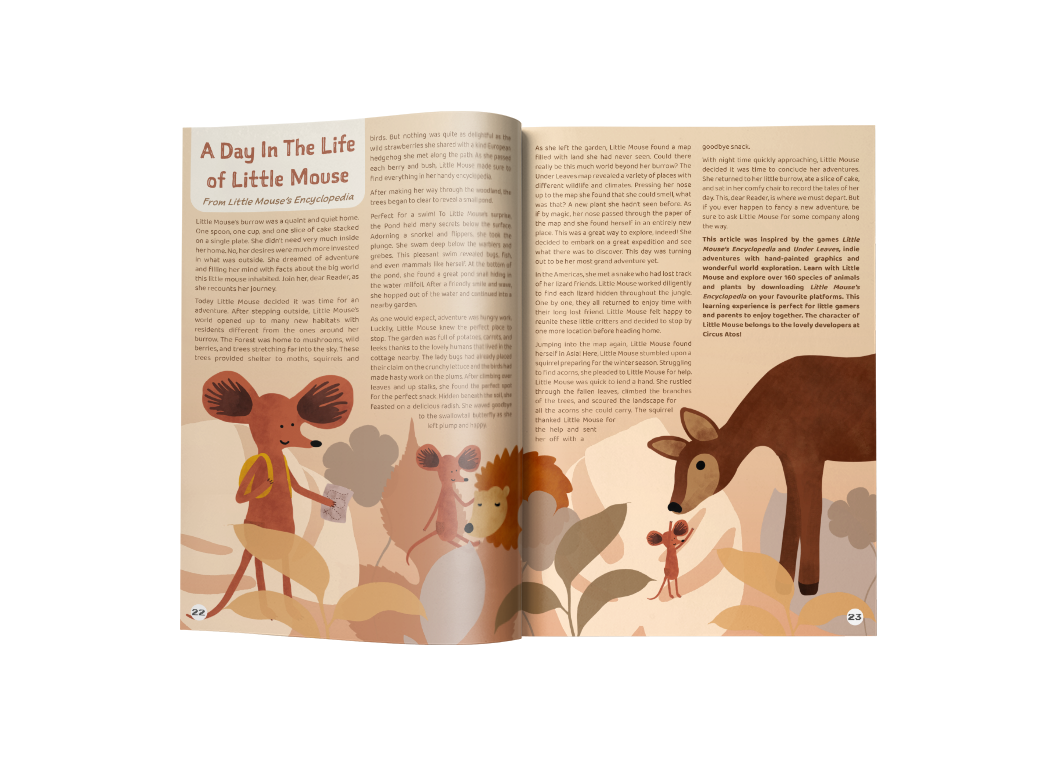 A Day In The Life
of Little Mouse
From Little Mouse's Encyclopedia
Little Mouse's burrow was a quaint and quiet home.
One spoon, one cup, and one slice of cake stacked
on a single plate. She didn't need very much inside
her home. No, her desires were much more invested
in what was outside. She dreamed of adventure
and filling her mind with facts about the big world
this little mouse inhabited. Join her, dear Reader, as
she recounts her journey.
Today Little Mouse decided it was time for an
adventure. After stepping outside, Little Mouse's
world opened up to many new habitats with
residents different from the ones around her
burrow. The Forest was home to mushrooms, wild
berries, and trees stretching far into the sky. These
trees provided shelter to moths, squirrels and
birds. But nothing was quite as delightful as the
wild strawberries she shared with a kind European
hedgehog she met along the path. As she passed
each berry and bush, Little Mouse made sure to
find everything in her handy encyclopedia.
After making her way through the woodland, the
trees began to clear to reveal a small pond.
Perfect for a swim! To Little Mouse's surprise,
the Pond held many secrets below the surface.
Adorning a snorkel and flippers, she took the
plunge. She swam deep below the warblers and
grebes. This pleasant swim revealed bugs, fish,
and even mammals like herself. At the bottom of
the pond, she found a great pond snail hiding in
the water milfoil. After a friendly smile and wave,
she hopped out of the water and continued into a
nearby garden.
As one would expect, adventure was hungry work.
Luckily, Little Mouse knew the perfect place to
stop. The garden was full of potatoes, carrots, and
leeks thanks to the lovely humans that lived in the
cottage nearby. The lady bugs had already placed
their claim on the crunchy lettuce and the birds had
made hasty work on the plums. After climbing over
leaves and up stalks, she found the perfect spot
for the perfect snack. Hidden beneath the soil, she
feasted on a delicious radish. She waved goodbye
to the swallowtail butterfly as she
left plump and happy.
22
As she left the garden, Little Mouse found a map
filled with land she had never seen. Could there
really be this much world beyond her burrow? The
Under Leaves map revealed a variety of places with
different wildlife and climates. Pressing her nose
up to the map she found that she could smell, what
was that? A new plant she hadn't seen before. As
if by magic, her nose passed through the paper of
the map and she found herself in an entirely new
place. This was a great way to explore, indeed! She
decided to embark on a great expedition and see
what there was to discover. This day was turning
out to be her most grand adventure yet.
In the Americas, she met a snake who had lost track
of her lizard friends. Little Mouse worked diligently
to find each lizard hidden throughout the jungle.
One by one, they all returned to enjoy time with
their long lost friend. Little Mouse felt happy to
reunite these little critters and decided to stop by
one more location before heading home.
Jumping into the map again, Little Mouse found
herself in Asia! Here, Little Mouse stumbled upon a
squirrel preparing for the winter season. Struggling
to find acorns, she pleaded to Little Mouse for help.
Little Mouse was quick to lend a hand. She rustled
through the fallen leaves, climbed the branches
of the trees, and scoured the landscape for
all the acorns she could carry. The squirrel
thanked Little Mouse for
the help and sent
her off with a
goodbye snack.
With night time quickly approaching, Little Mouse
decided it was time to conclude her adventures.
She returned to her little burrow, ate a slice of cake,
and sat in her comfy chair to record the tales of her
day. This, dear Reader, is where we must depart. But
if you ever happen to fancy a new adventure, be
sure to ask Little Mouse for some company along
the way.
This article was inspired by the games Little
Mouse's Encyclopedia and Under Leaves, indie
adventures with hand-painted graphics and
wonderful world exploration. Learn with Little
Mouse and explore over 160 species of animals
and plants by downloading Little Mouse's
Encyclopedia on your favourite platforms. This
learning experience is perfect for little gamers
and parents to enjoy together. The character of
Little Mouse belongs to the lovely developers at
Circus Atos!
23